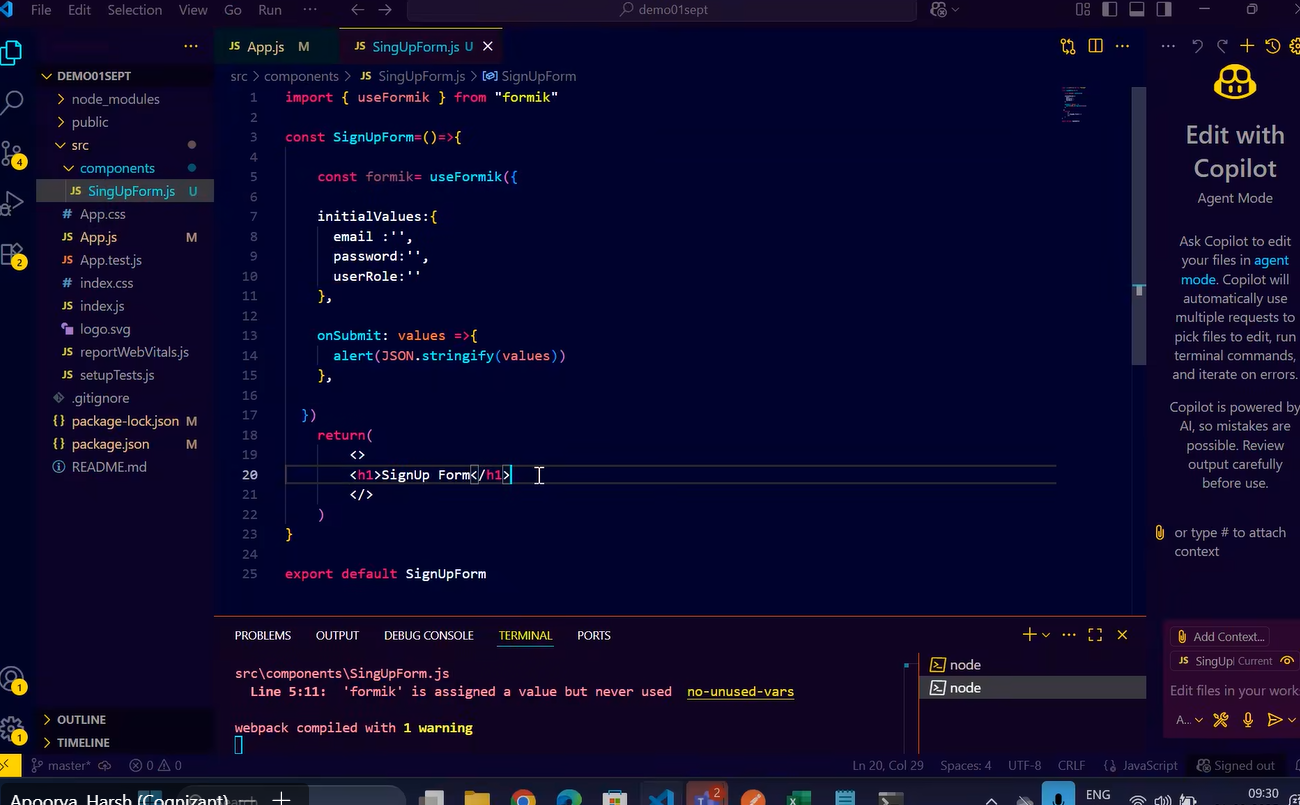 File Edit Selection View Go Run ··· demo01sept
···
JS App.js M JS SingUpForm.js U
DEMO01SEPT
node_modules
public
src
components
JS SingUpForm.js U
# App.css
JS App.js M
JS App.test.js
# index.css
JS index.js
logo.svg
JS reportWebVitals.js
JS setupTests.js
.gitignore
{} package-lock.json M
{} package.json M
README.md
OUTLINE
TIMELINE
4
2
1
1
src > components > JS SingUpForm.js > SignUpForm
1 import { useFormik } from "formik"
2
3 const SignUpForm=()=>{
4
5 const formik= useFormik({
6
7 initialValues:{
8 email :'',
9 password:'',
10 userRole:''
11 },
12
13 onSubmit: values =>{
14 alert(JSON.stringify(values))
15 },
16
17 })
18 return(
19 <>
20 <h1>SignUp Form</h1>
21 </>
22 )
23 }
24
25 export default SignUpForm
PROBLEMS OUTPUT DEBUG CONSOLE TERMINAL PORTS
src\components\SingUpForm.js
Line 5:11: 'formik' is assigned a value but never used no-unused-vars
webpack compiled with 1 warning
node
node
Edit with
Copilot
Agent Mode
Ask Copilot to edit
your files in agent
mode. Copilot will
automatically use
multiple requests to
pick files to edit, run
terminal commands,
and iterate on errors.
Copilot is powered by
AI, so mistakes are
possible. Review
output carefully
before use.
or type # to attach
context
Add Context...
JS SingUp Current
Edit files in your work
A...
master* 0 0 Ln 20, Col 29 Spaces: 4 UTF-8 CRLF {} JavaScript Signed out
Apoorva, Harsh (Cognizant) 2 ENG 09:30